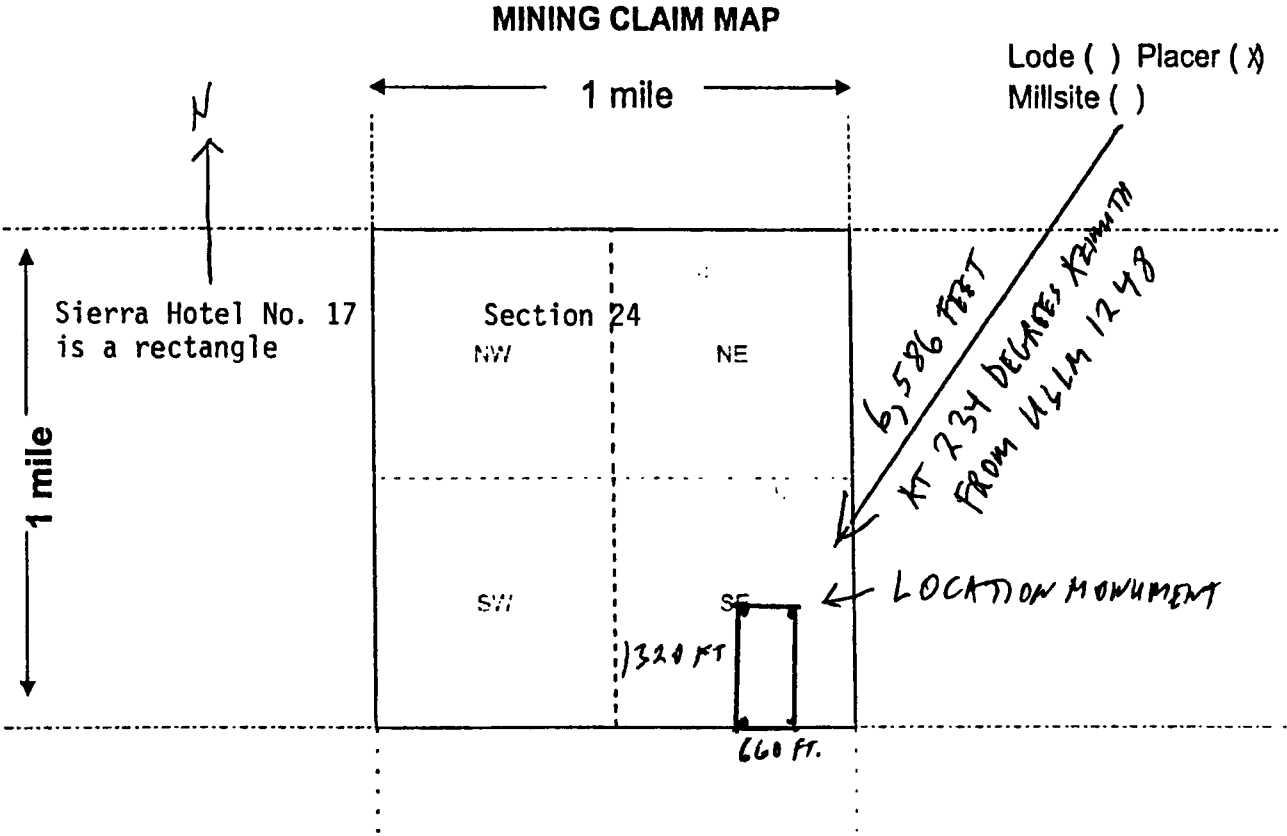 MINING CLAIM MAP
Lode ( ) Placer (X)
Millsite ( )
1 mile
N
Sierra Hotel No. 17
is a rectangle
Section 24
NW
NE
1 mile
6,586 FEET
AT 234 DEGREES AZIMUTH
FROM USLM 1248
LOCATION MONUMENT
SW
SE
1320 FT
660 FT.